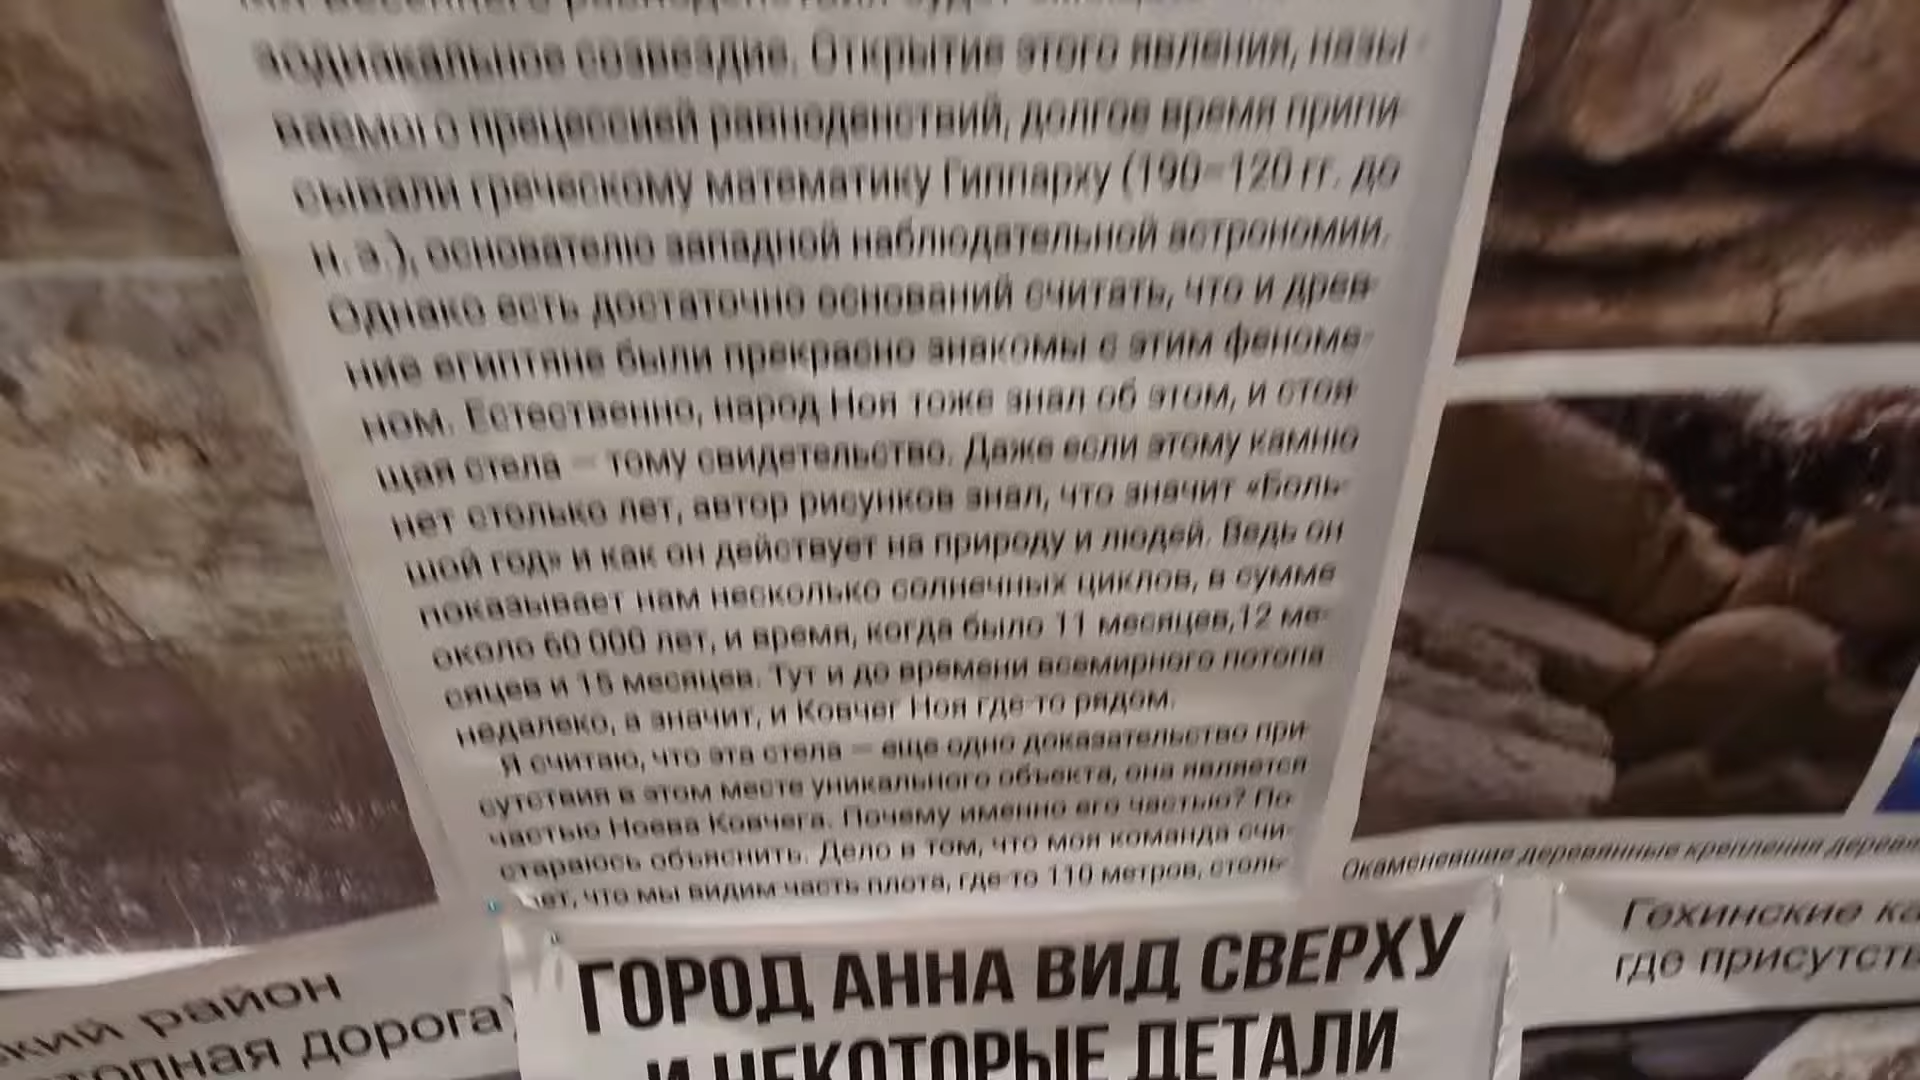 зодиакальное созвездие. Открытие этого явления, назы-
ваемого прецессией равноденствий, долгое время припи-
сывали греческому математику Гиппарху (190–120 гг. до
н. э.), основателю западной наблюдательной астрономии.
Однако есть достаточно оснований считать, что и древ-
ние египтяне были прекрасно знакомы с этим феноме-
ном. Естественно, народ Ноя тоже знал об этом, и стоя-
щая стела – тому свидетельство. Даже если этому камню
нет столько лет, автор рисунков знал, что значит «Боль-
шой год» и как он действует на природу и людей. Ведь он
показывает нам несколько солнечных циклов, в сумме
около 60 000 лет, и время, когда было 11 месяцев,12 ме-
сяцев и 15 месяцев. Тут и до времени всемирного потопа
недалеко, а значит, и Ковчег Ноя где-то рядом.
Я считаю, что эта стела – еще одно доказательство при-
сутствия в этом месте уникального объекта, она является
частью Ноева Ковчега. Почему именно его частью? По-
стараюсь объяснить. Дело в том, что моя команда счи-
тает, что мы видим часть плота, где-то 110 метров, столь-
Окаменевшие деревянные крепления
Гехинские
где
район
дорога)
ГОРОД АННА ВИД СВЕРХУ
И НЕКОТОРЫЕ ДЕТАЛИ